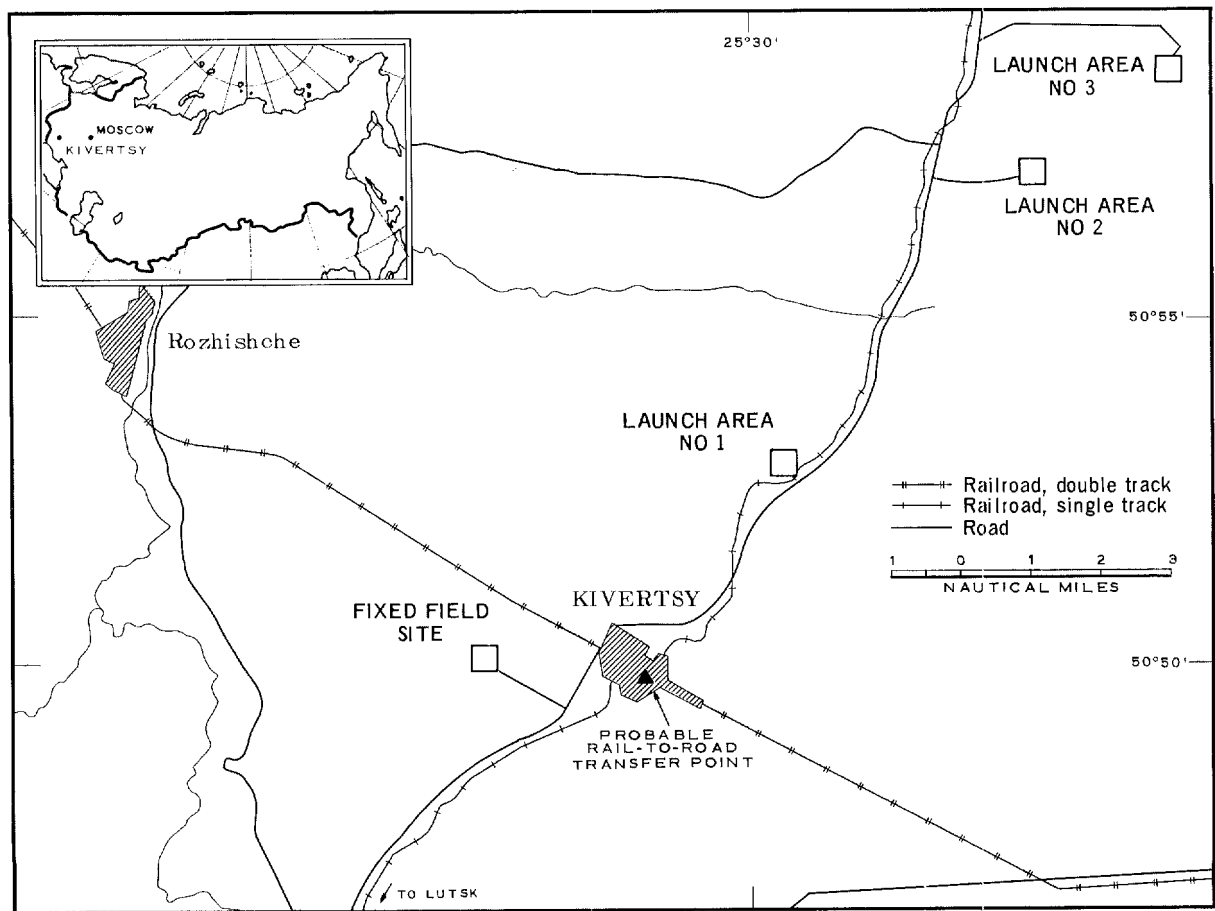 25°30'
LAUNCH AREA
NO 3
MOSCOW
KIVERTSY
LAUNCH AREA
NO 2
50°55'
Rozhishche
LAUNCH AREA
NO 1
Railroad, double track
Railroad, single track
Road
1 0 1 2 3
NAUTICAL MILES
KIVERTSY
FIXED FIELD
SITE
50°50'
PROBABLE
RAIL-TO-ROAD
TRANSFER POINT
TO LUTSK